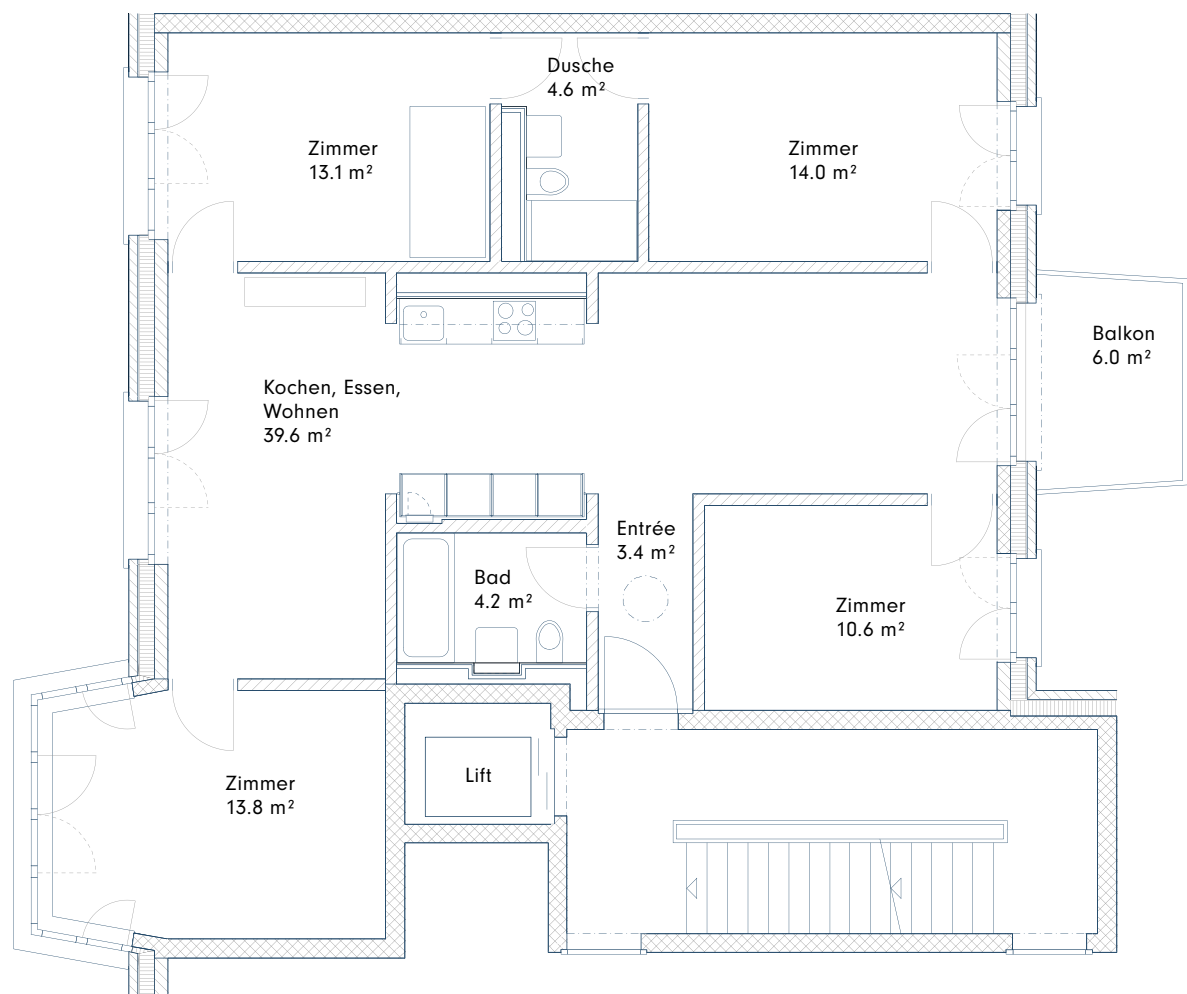 Dusche
4.6 m²
Zimmer
13.1 m²
Zimmer
14.0 m²
Balkon
6.0 m²
Kochen, Essen,
Wohnen
39.6 m²
Entrée
3.4 m²
Bad
4.2 m²
Zimmer
10.6 m²
Zimmer
13.8 m²
Lift